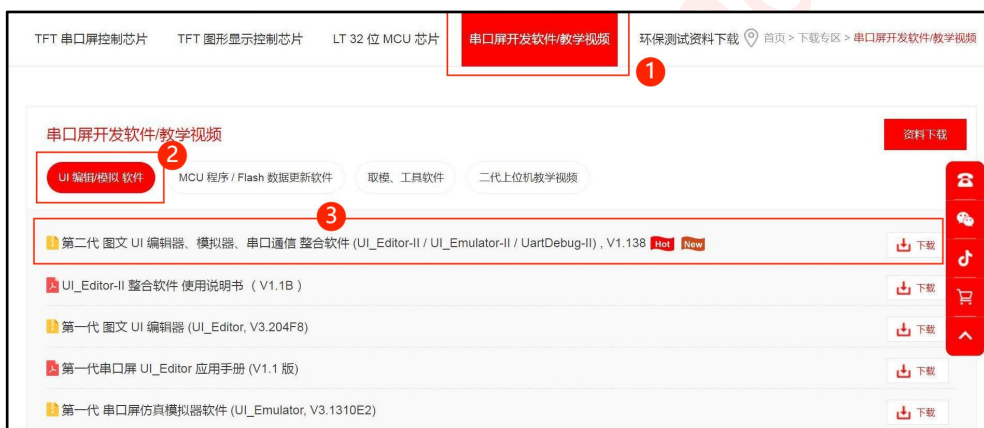 TFT 串口屏控制芯片 TFT 图形显示控制芯片 LT 32 位 MCU 芯片 串口屏开发软件/教学视频 环保测试资料下载 首页 > 下载专区 > 串口屏开发软件/教学视频
1
串口屏开发软件/教学视频 资料下载
2
UI 编辑/模拟 软件 MCU 程序 / Flash 数据更新软件 取模、工具软件 二代上位机教学视频
3
第二代 图文 UI 编辑器、模拟器、串口通信 整合软件 (UI_Editor-II / UI_Emulator-II / UartDebug-II) , V1.138 Hot New 下载
UI_Editor-II 整合软件 使用说明书 ( V1.1B ) 下载
第一代 图文 UI 编辑器 (UI_Editor, V3.204F8) 下载
第一代串口屏 UI_Editor 应用手册 (V1.1 版) 下载
第一代 串口屏仿真模拟器软件 (UI_Emulator, V3.1310E2) 下载